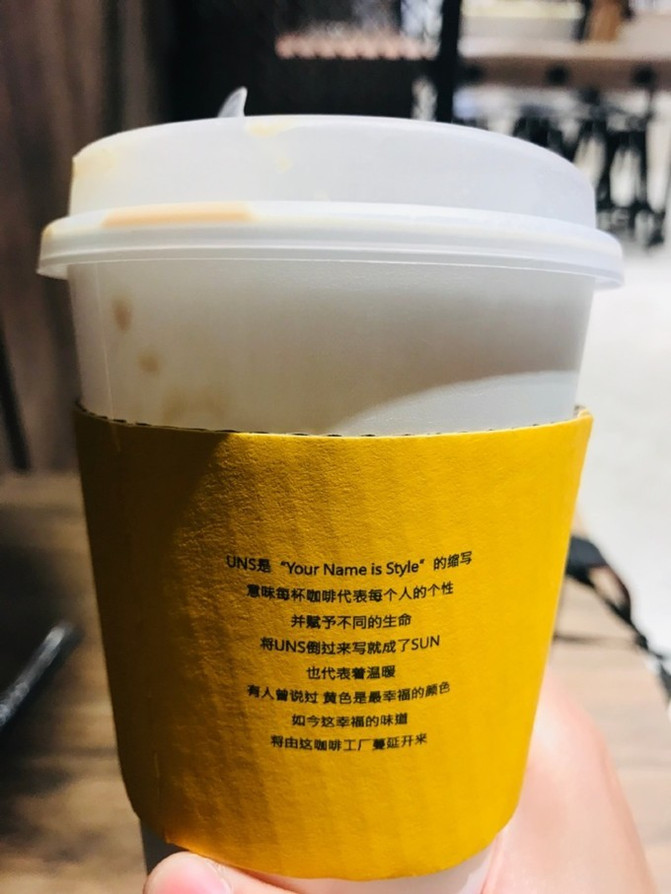 UNS是“Your Name is Style”的缩写
意味每杯咖啡代表每个人的个性
并赋予不同的生命
将UNS倒过来写就成了SUN
也代表着温暖
有人曾说过 黄色是最幸福的颜色
如今这幸福的味道
将由这咖啡工厂蔓延开来